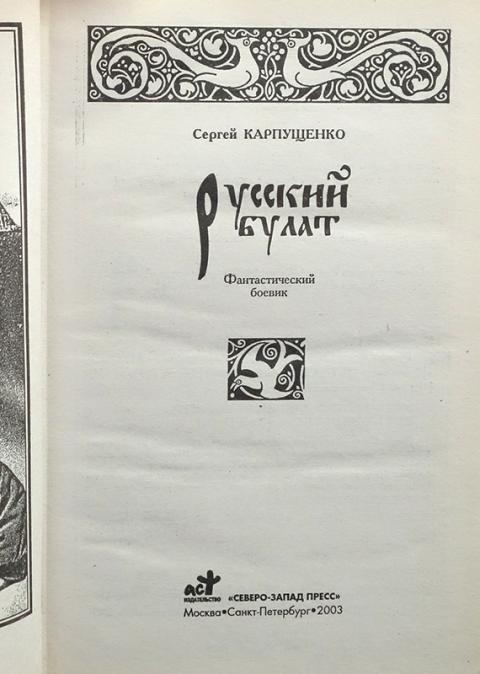 Сергей КАРПУЩЕНКО
Русский
булат
Фантастический
боевик
аст
ИЗДАТЕЛЬСТВО
«СЕВЕРО-ЗАПАД ПРЕСС»
Москва•Санкт-Петербург•2003